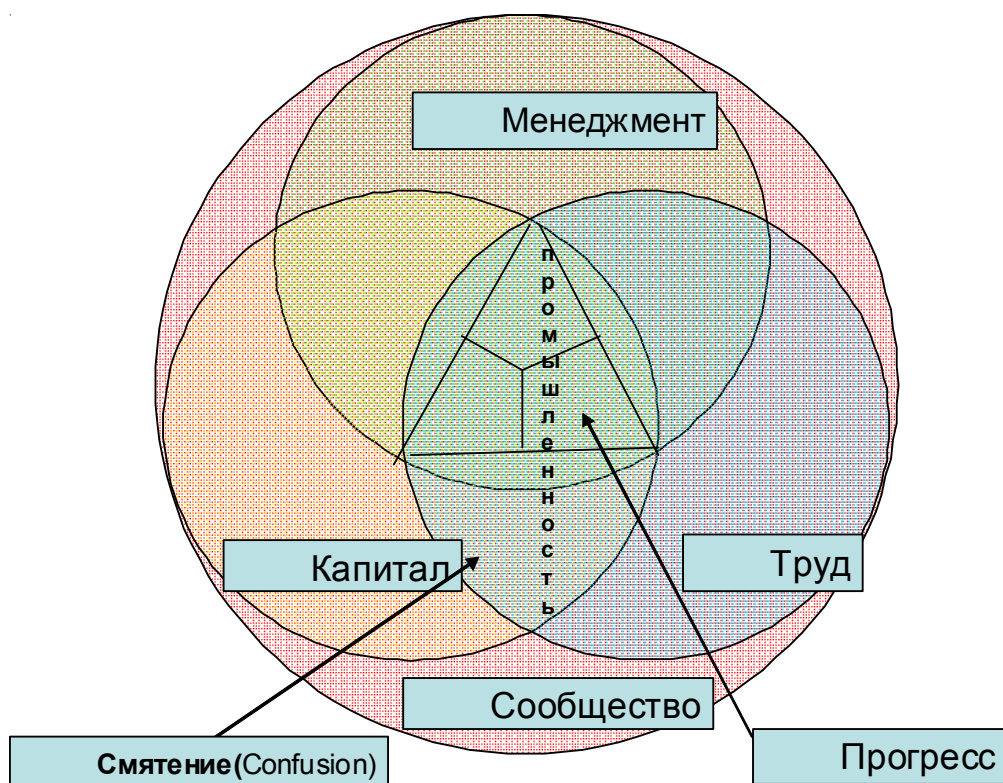 Менеджмент
промышленность
Капитал
Труд
Сообщество
Смятение(Confusion)
Прогресс